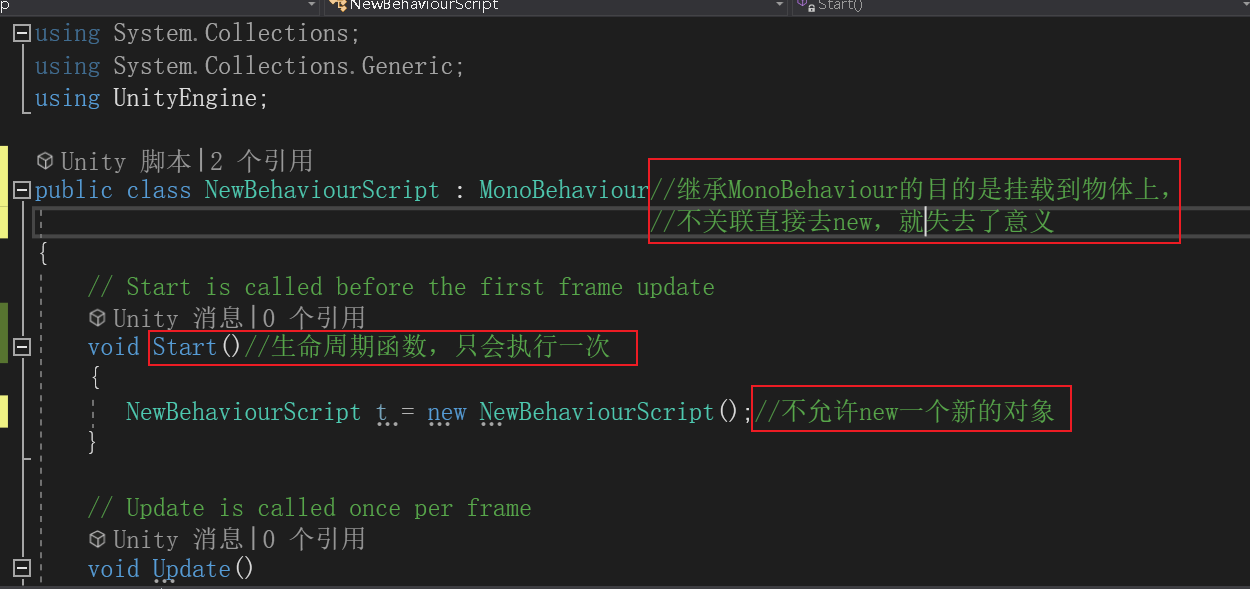 p NewBehaviourScript Start()
using System.Collections;
using System.Collections.Generic;
using UnityEngine;
Unity 脚本|2 个引用
public class NewBehaviourScript : MonoBehaviour//继承MonoBehaviour的目的是挂载到物体上,
//不关联直接去new, 就失去了意义
{
// Start is called before the first frame update
Unity 消息|0 个引用
void Start()//生命周期函数, 只会执行一次
{
NewBehaviourScript t = new NewBehaviourScript();//不允许new一个新的对象
}
// Update is called once per frame
Unity 消息|0 个引用
void Update()